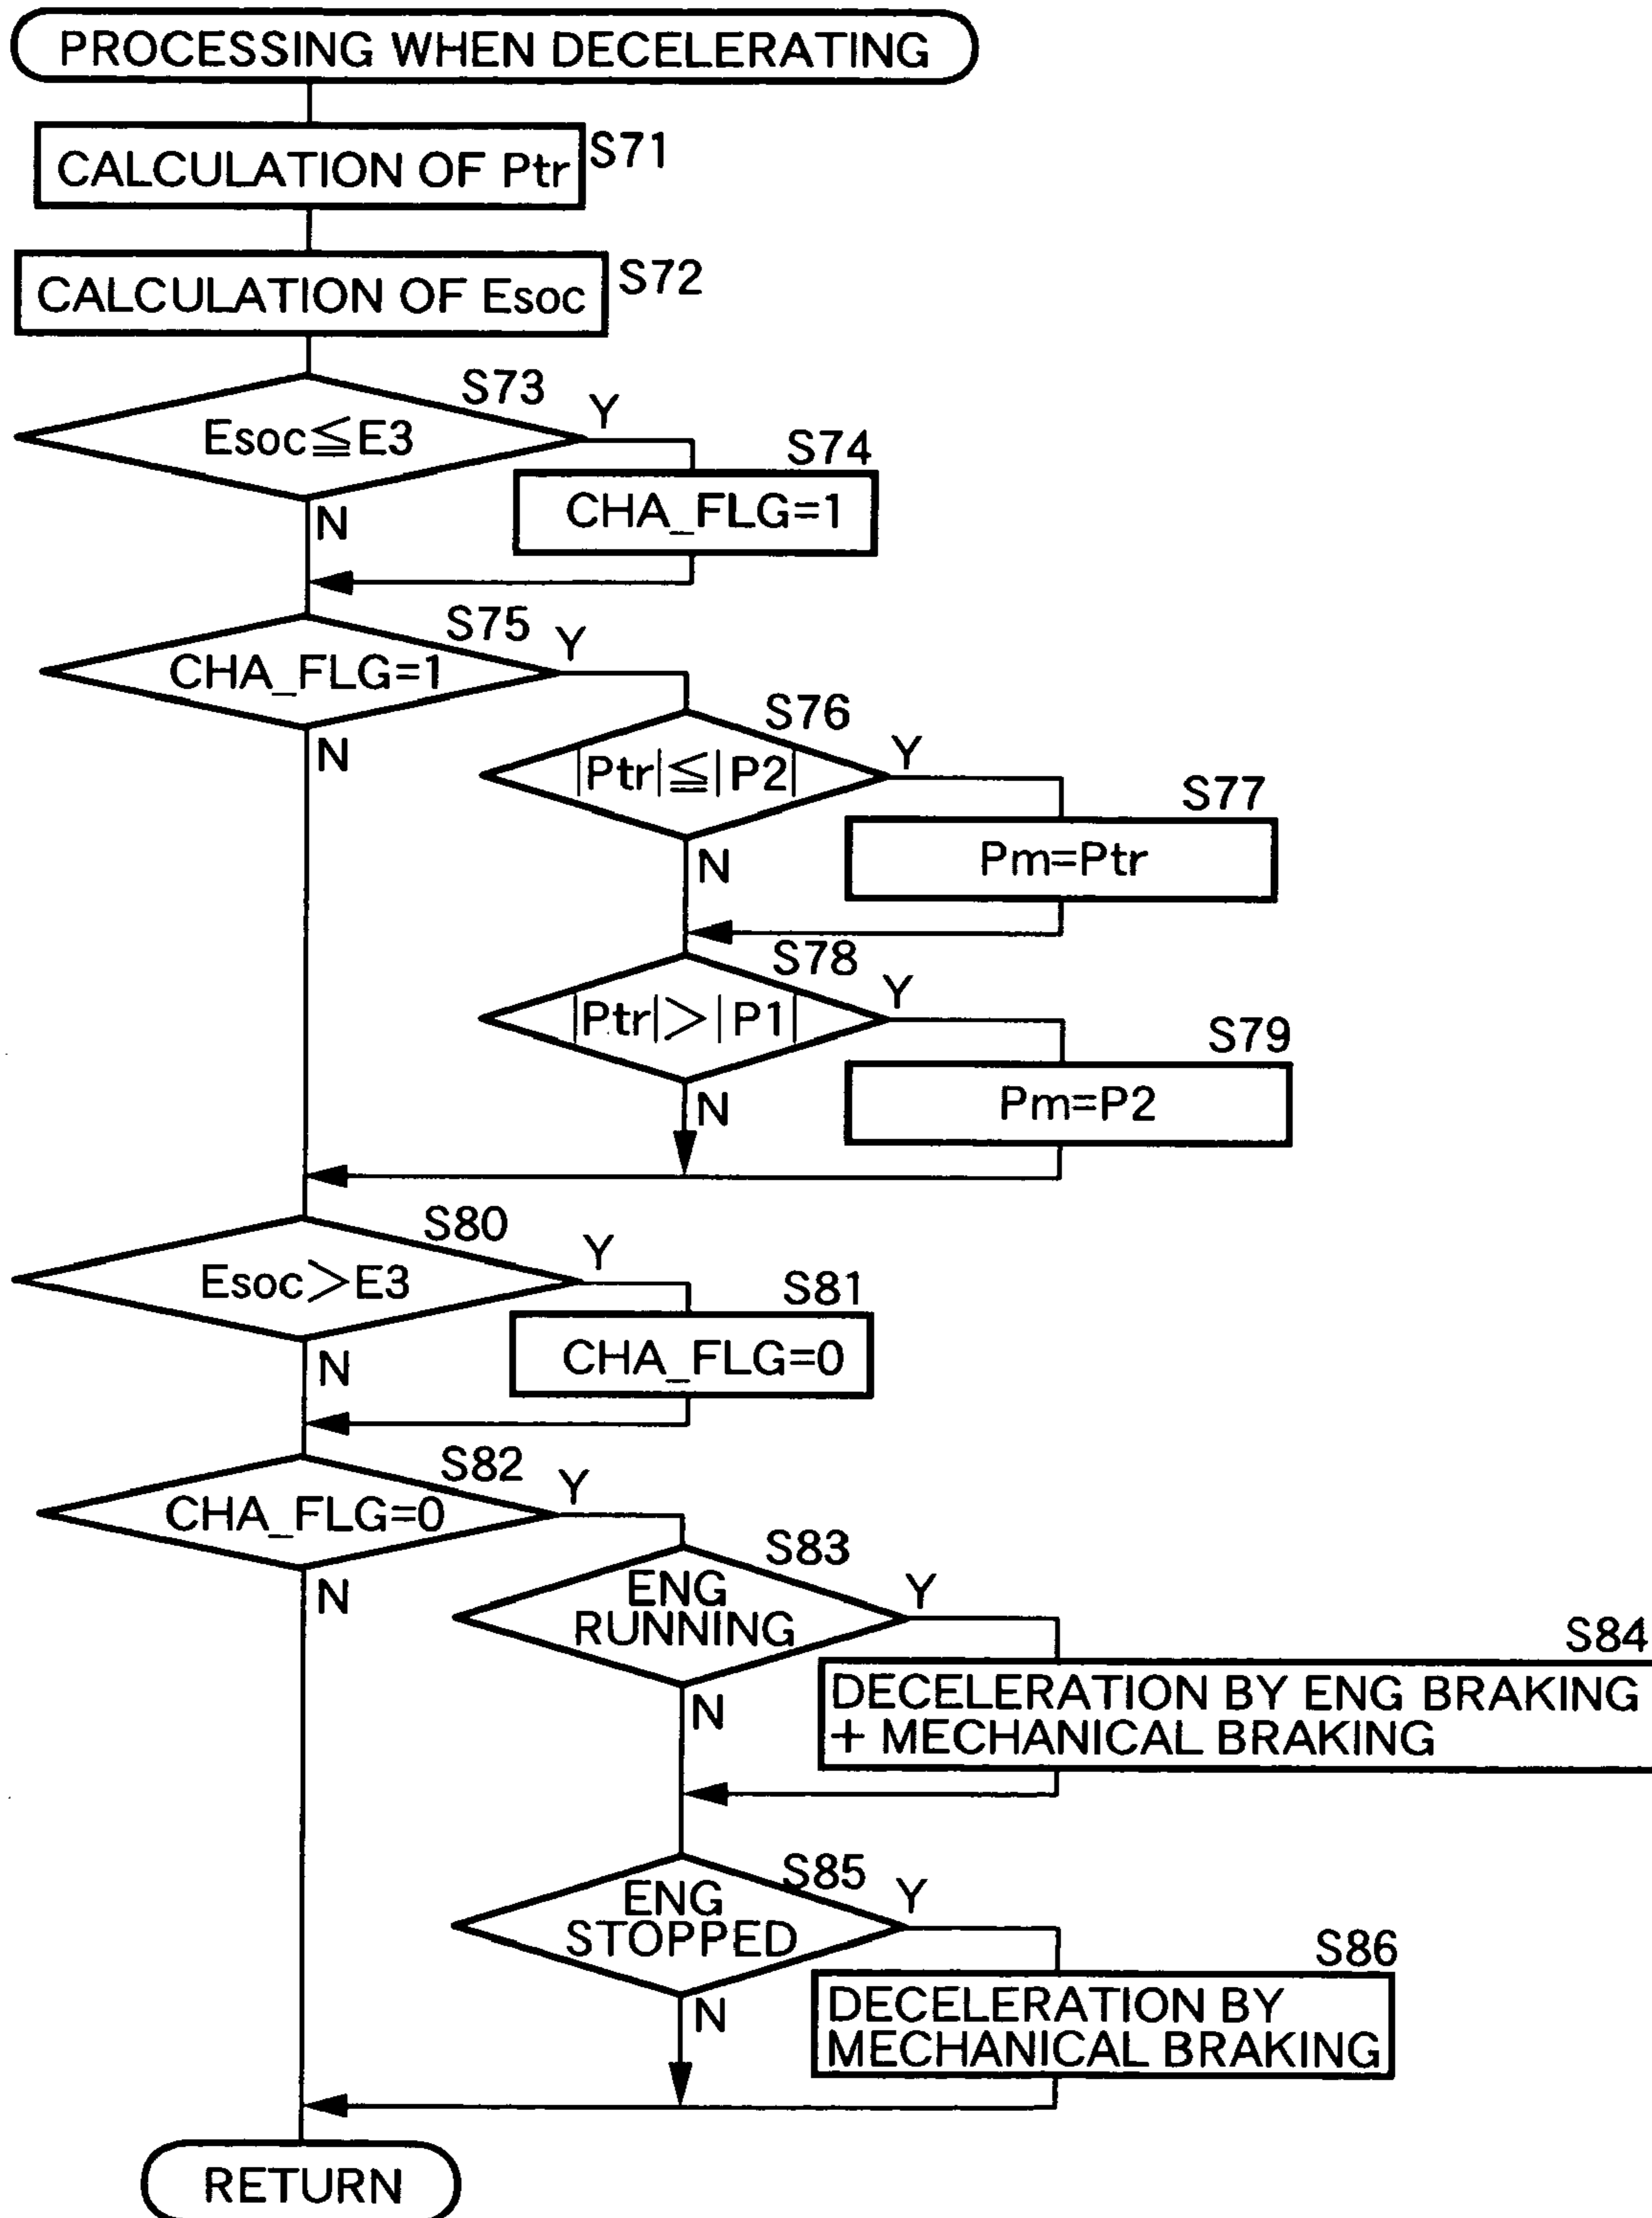 PROCESSING WHEN DECELERATING
CALCULATION OF Ptr
S71
CALCULATION OF Esoc
S72
S73
Esoc≦E3
Y
N
S74
CHA_FLG=1
S75
CHA_FLG=1
Y
N
S76
|Ptr|≦|P2|
Y
N
S77
Pm=Ptr
S78
|Ptr|>|P1|
Y
N
S79
Pm=P2
S80
Esoc>E3
Y
N
S81
CHA_FLG=0
S82
CHA_FLG=0
Y
N
S83
ENG
RUNNING
Y
N
S84
DECELERATION BY ENG BRAKING
+ MECHANICAL BRAKING
S85
ENG
STOPPED
Y
N
S86
DECELERATION BY
MECHANICAL BRAKING
RETURN